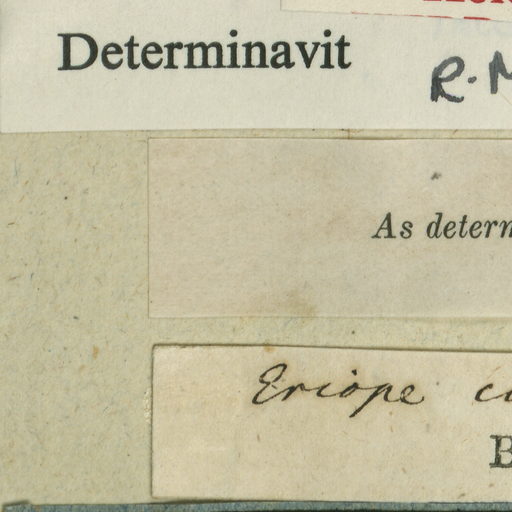 Determinavit R.
As determ
Eriope
B